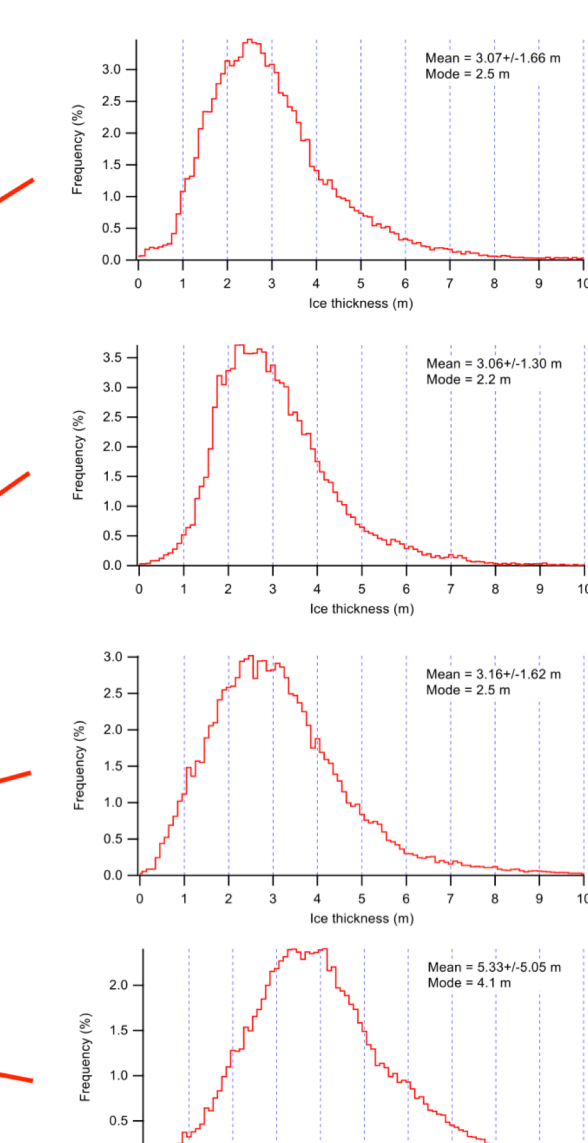 Mean = 3.07+/-1.66 m
Mode = 2.5 m
Frequency (%)
3.0
2.5
2.0
1.5
1.0
0.5
0.0
0 1 2 3 4 5 6 7 8 9 10
Ice thickness (m)
Mean = 3.06+/-1.30 m
Mode = 2.2 m
Frequency (%)
3.5
3.0
2.5
2.0
1.5
1.0
0.5
0.0
0 1 2 3 4 5 6 7 8 9 10
Ice thickness (m)
Mean = 3.16+/-1.62 m
Mode = 2.5 m
Frequency (%)
3.0
2.5
2.0
1.5
1.0
0.5
0.0
0 1 2 3 4 5 6 7 8 9 10
Ice thickness (m)
Mean = 5.33+/-5.05 m
Mode = 4.1 m
Frequency (%)
2.0
1.5
1.0
0.5